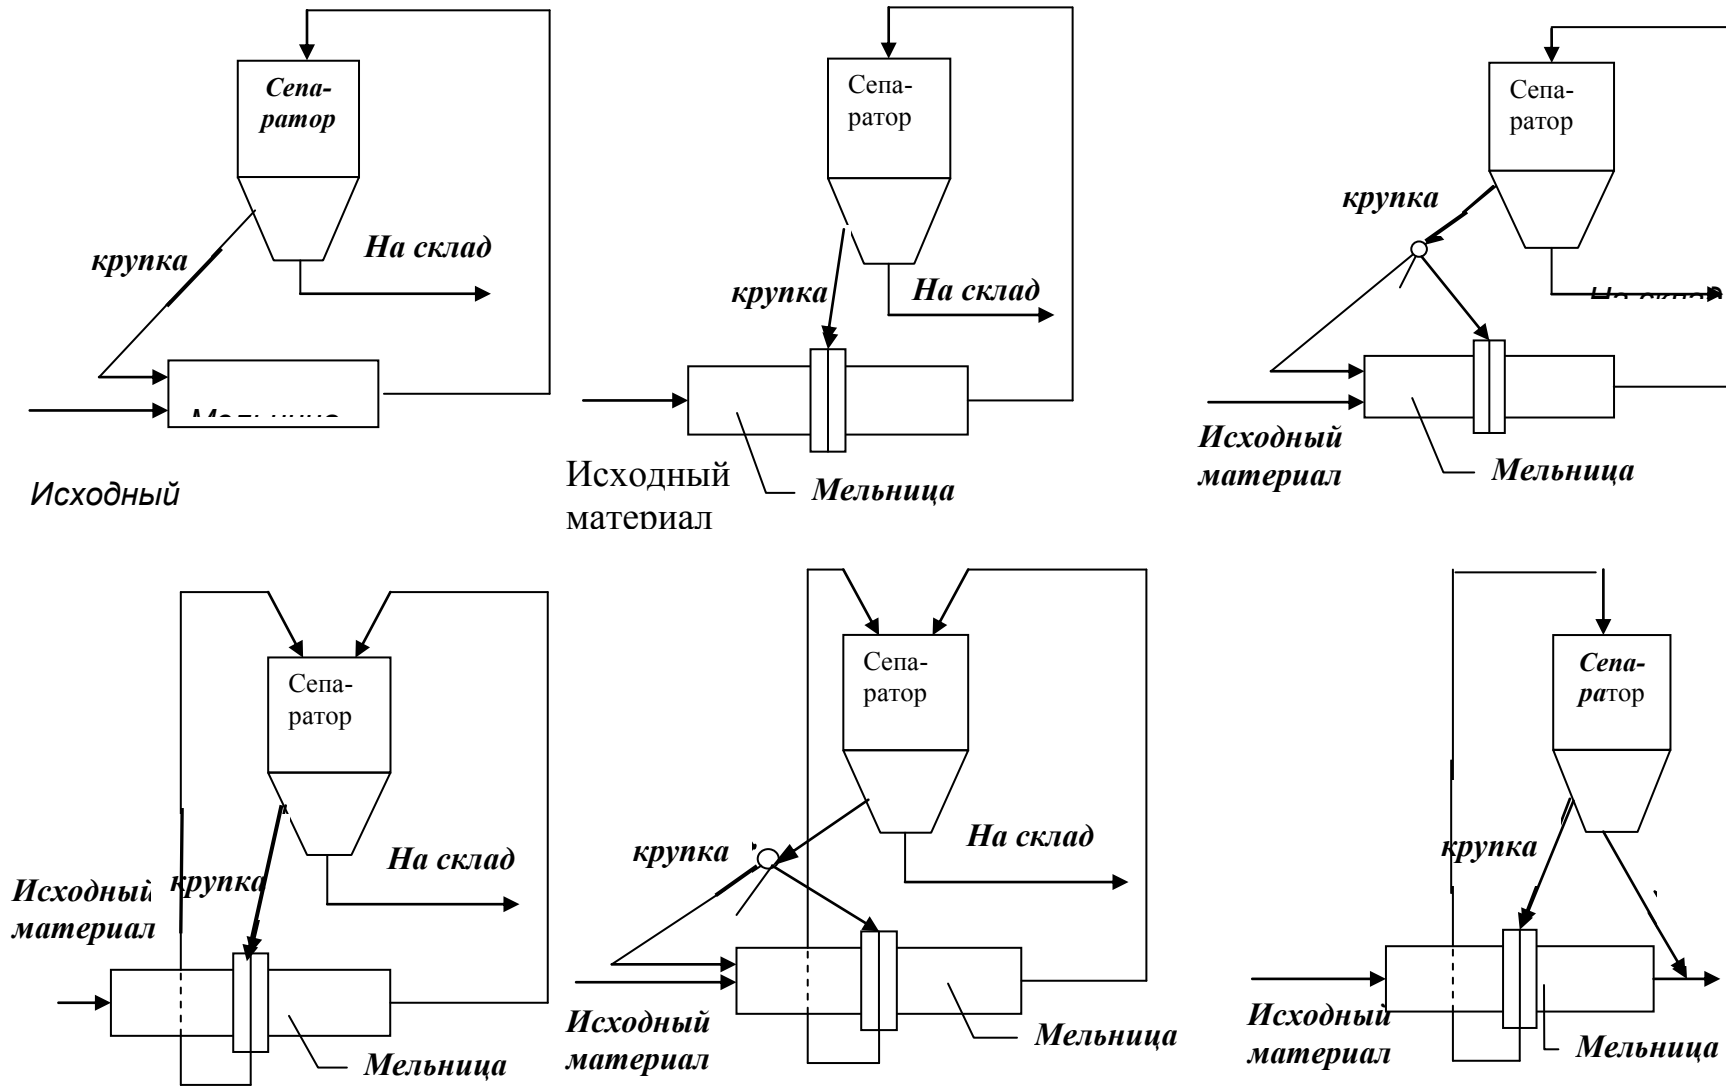 Сепа-
ратор
крупка
На склад
Исходный
Сепа-
ратор
крупка
На склад
Исходный
материал
Мельница
Сепа-
ратор
крупка
Исходный
материал
Мельница
Сепа-
ратор
крупка
На склад
Исходный
материал
Мельница
Сепа-
ратор
крупка
На склад
Исходный
материал
Мельница
Сепа-
ратор
крупка
Исходный
материал
Мельница